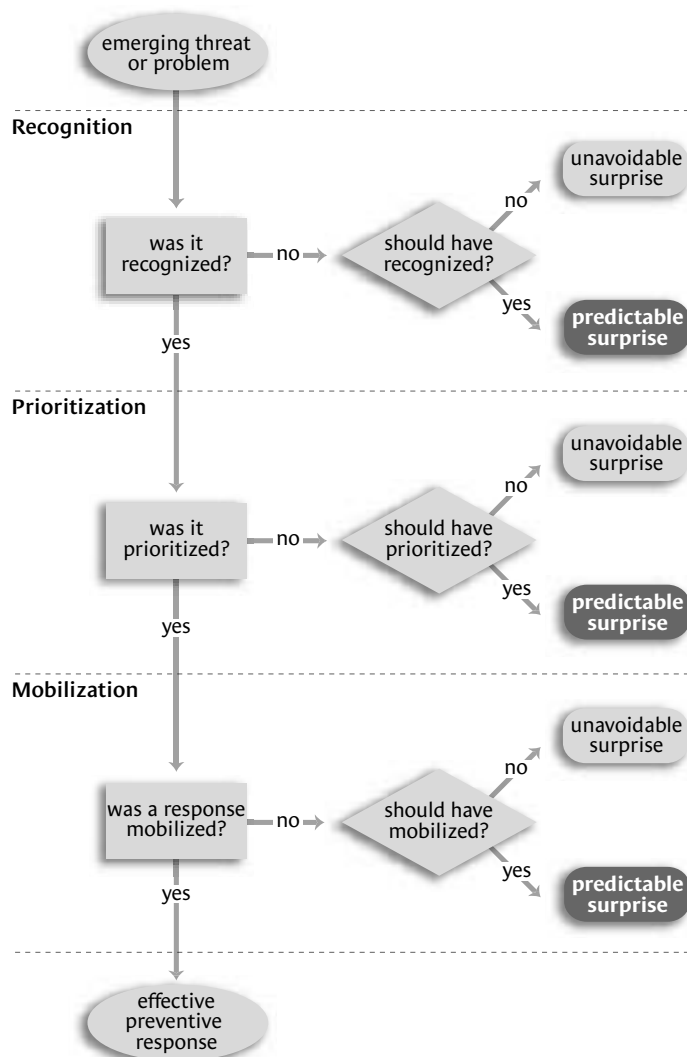 emerging threat
or problem
Recognition
unavoidable
surprise
no
was it
recognized?
no
should have
recognized?
yes
predictable
surprise
yes
Prioritization
unavoidable
surprise
no
was it
prioritized?
no
should have
prioritized?
yes
predictable
surprise
yes
Mobilization
unavoidable
surprise
no
was a response
mobilized?
no
should have
mobilized?
yes
predictable
surprise
yes
effective
preventive
response